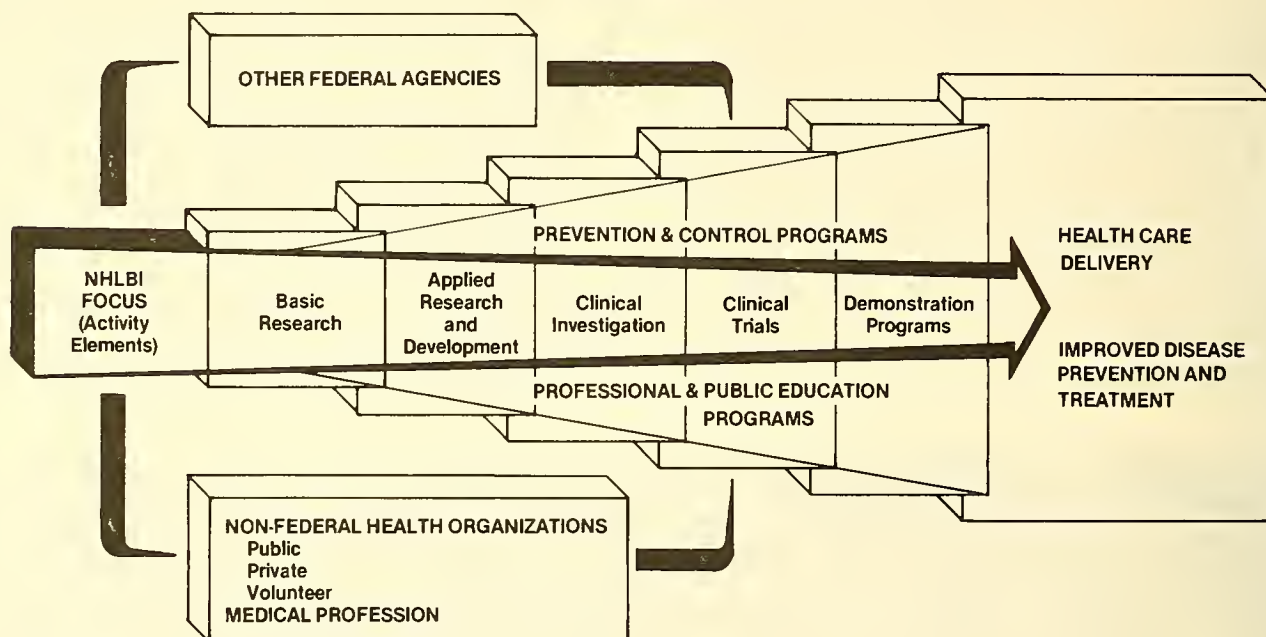 OTHER FEDERAL AGENCIES
PREVENTION & CONTROL PROGRAMS
NHLBI
FOCUS
(Activity
Elements)
Basic
Research
Applied
Research
and
Development
Clinical
Investigation
Clinical
Trials
Demonstration
Programs
HEALTH CARE
DELIVERY
IMPROVED DISEASE
PREVENTION AND
TREATMENT
PROFESSIONAL & PUBLIC EDUCATION
PROGRAMS
NON-FEDERAL HEALTH ORGANIZATIONS
Public
Private
Volunteer
MEDICAL PROFESSION